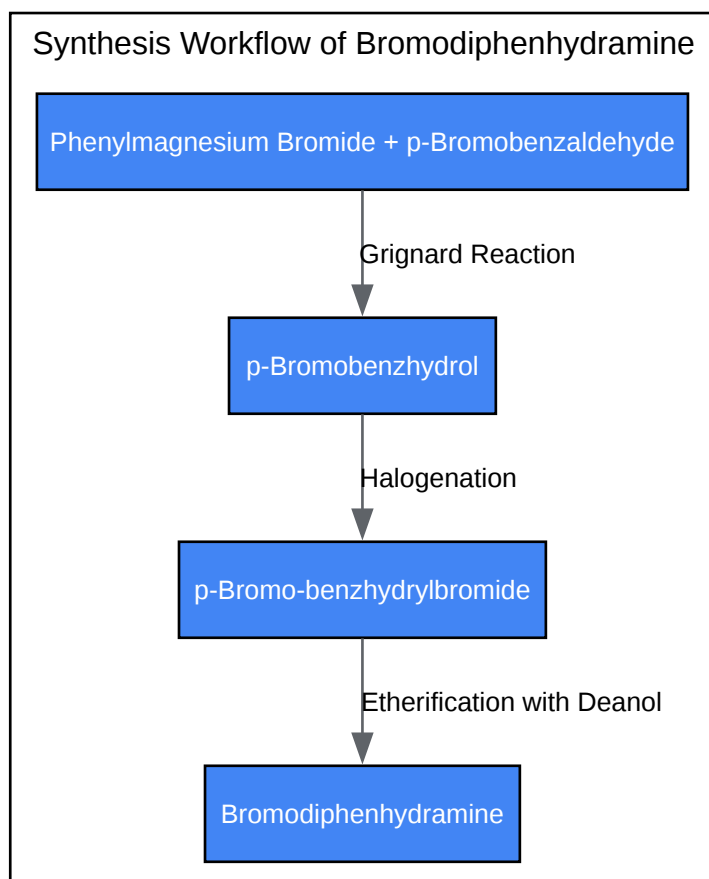 Synthesis Workflow of Bromodiphenhydramine
Phenylmagnesium Bromide + p-Bromobenzaldehyde
Grignard Reaction
p-Bromobenzhydrol
Halogenation
p-Bromo-benzhydrylbromide
Etherification with Deanol
Bromodiphenhydramine